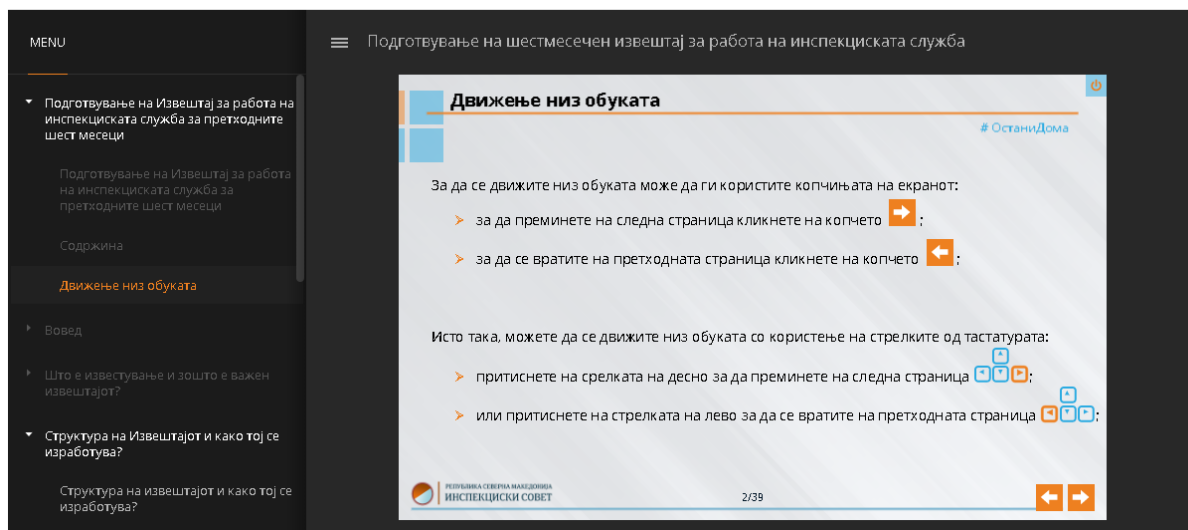 MENU
Подготвување на Извештај за работа на
инспекциската служба за претходните
шест месеци
Подготвување на Извештај за работа
на инспекциската служба за
претходните шест месеци
Содржина
Движење низ обуката
Вовед
Што е известување и зошто е важен
извештајот?
Структура на Извештајот и како тој се
изработува?
Структура на извештајот и како тој се
изработува?
Подготвување на шестмесечен извештај за работа на инспекциската служба
Движење низ обуката
# ОстаниДома
За да се движите низ обуката може да ги користите копчињата на екранот:
за да преминете на следна страница кликнете на копчето ;
за да се вратите на претходната страница кликнете на копчето ;
Исто така, можете да се движите низ обуката со користење на стрелките од тастатурата:
притиснете на срелката на десно за да преминете на следна страница ;
или притиснете на стрелката на лево за да се вратите на претходната страница ;
РЕПУБЛИКА СЕВЕРНА МАКЕДОНИЈА
ИНСПЕКЦИСКИ СОВЕТ
2/39